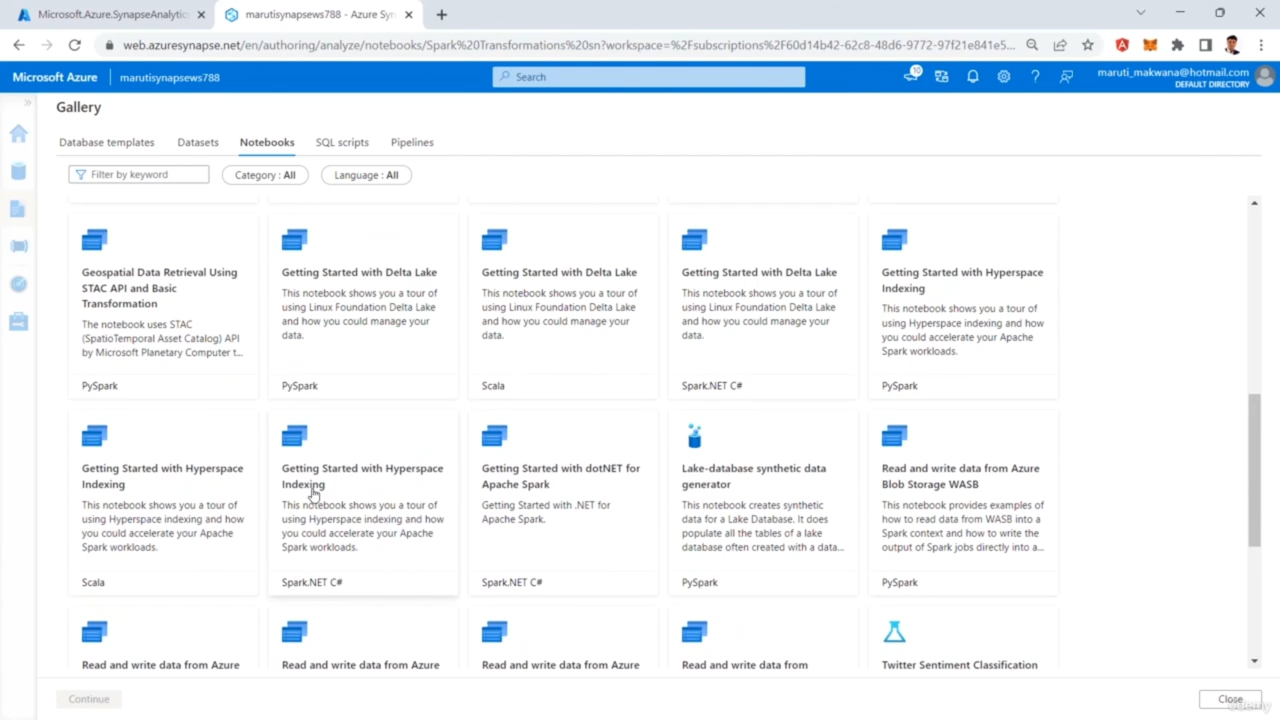 Microsoft.Azure.SynapseAnalytic
marutisynapsews788 - Azure Syn
web.azuresynapse.net/en/authoring/analyze/notebooks/Spark%20Transformations%20sn?workspace=%2Fsubscriptions%2F60d14b42-62c8-48d6-9772-97f21e841e5...
Microsoft Azure
marutisynapsews788
Search
10
maruti_makwana@hotmail.com
DEFAULT DIRECTORY
Gallery
Database templates
Datasets
Notebooks
SQL scripts
Pipelines
Filter by keyword
Category : All
Language : All
Geospatial Data Retrieval Using
STAC API and Basic
Transformation
The notebook uses STAC
(SpatioTemporal Asset Catalog) API
by Microsoft Planetary Computer t...
PySpark
Getting Started with Delta Lake
This notebook shows you a tour of
using Linux Foundation Delta Lake
and how you could manage your
data.
PySpark
Getting Started with Delta Lake
This notebook shows you a tour of
using Linux Foundation Delta Lake
and how you could manage your
data.
Scala
Getting Started with Delta Lake
This notebook shows you a tour of
using Linux Foundation Delta Lake
and how you could manage your
data.
Spark.NET C#
Getting Started with Hyperspace
Indexing
This notebook shows you a tour of
using Hyperspace indexing and how
you could accelerate your Apache
Spark workloads.
PySpark
Getting Started with Hyperspace
Indexing
This notebook shows you a tour of
using Hyperspace indexing and how
you could accelerate your Apache
Spark workloads.
Scala
Getting Started with Hyperspace
Indexing
This notebook shows you a tour of
using Hyperspace indexing and how
you could accelerate your Apache
Spark workloads.
Spark.NET C#
Getting Started with dotNET for
Apache Spark
Getting Started with .NET for
Apache Spark.
Spark.NET C#
Lake-database synthetic data
generator
This notebook creates synthetic
data for a Lake Database. It does
populate all the tables of a lake
database often created with a data...
PySpark
Read and write data from Azure
Blob Storage WASB
This notebook provides examples of
how to read data from WASB into a
Spark context and how to write the
output of Spark jobs directly into a...
PySpark
Read and write data from Azure
Read and write data from Azure
Read and write data from Azure
Read and write data from
Twitter Sentiment Classification
Continue
Close
udemy